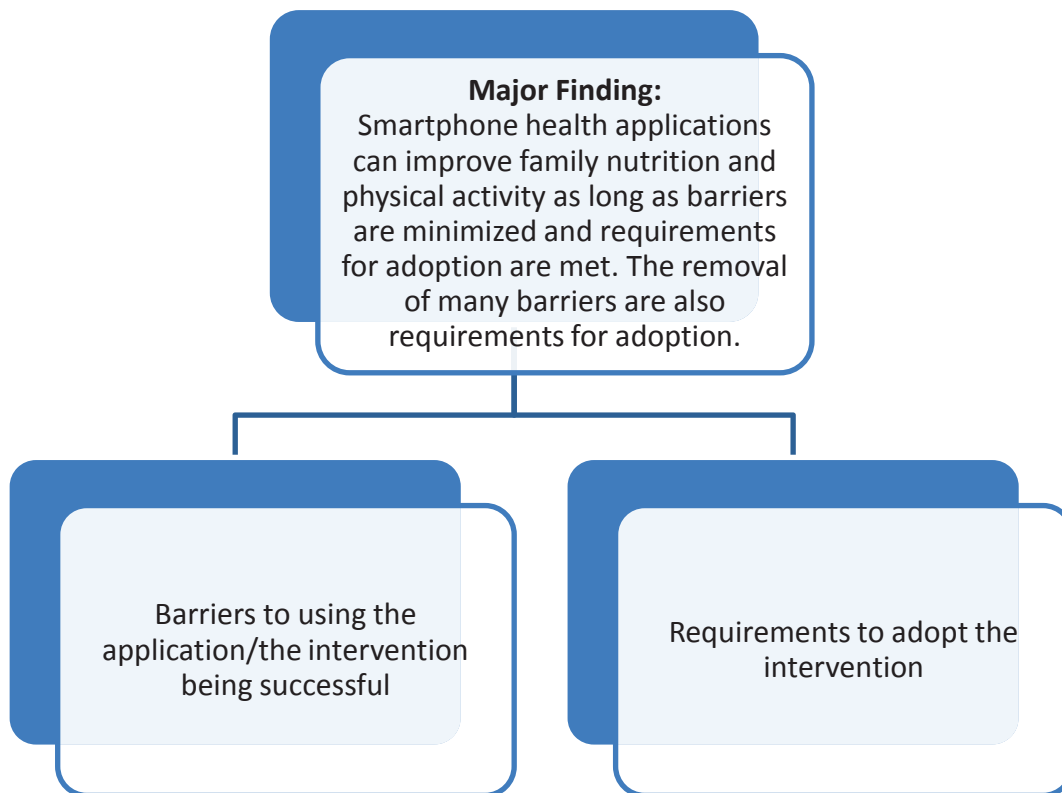 Major Finding:
Smartphone health applications
can improve family nutrition and
physical activity as long as barriers
are minimized and requirements
for adoption are met. The removal
of many barriers are also
requirements for adoption.
Barriers to using the
application/the intervention
being successful
Requirements to adopt the
intervention